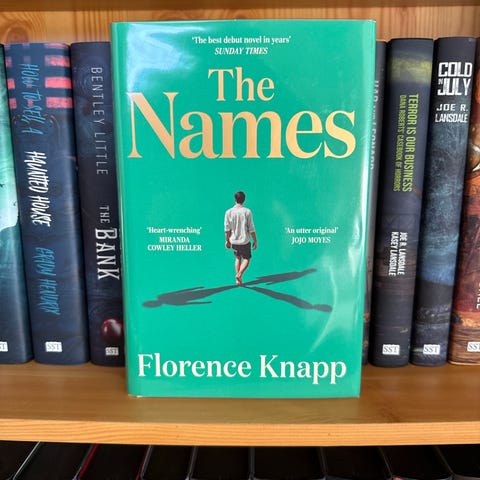 HOW TO SELL A
HAUNTED HOUSE
GRADY HENDRIX
SST
BENTLEY LITTLE
THE BANK
SST
'The best debut novel in years'
SUNDAY TIMES
The
Names
'Heart-wrenching'
MIRANDA
COWLEY HELLER
'An utter original'
JOJO MOYES
Florence Knapp
TERROR IS OUR BUSINESS
DANA ROBERTS' CASEBOOK OF HORRORS
JOE R. LANSDALE
KASEY LANSDALE
SST
COLD
IN
JULY
JOE R.
LANSDALE
SST
SST